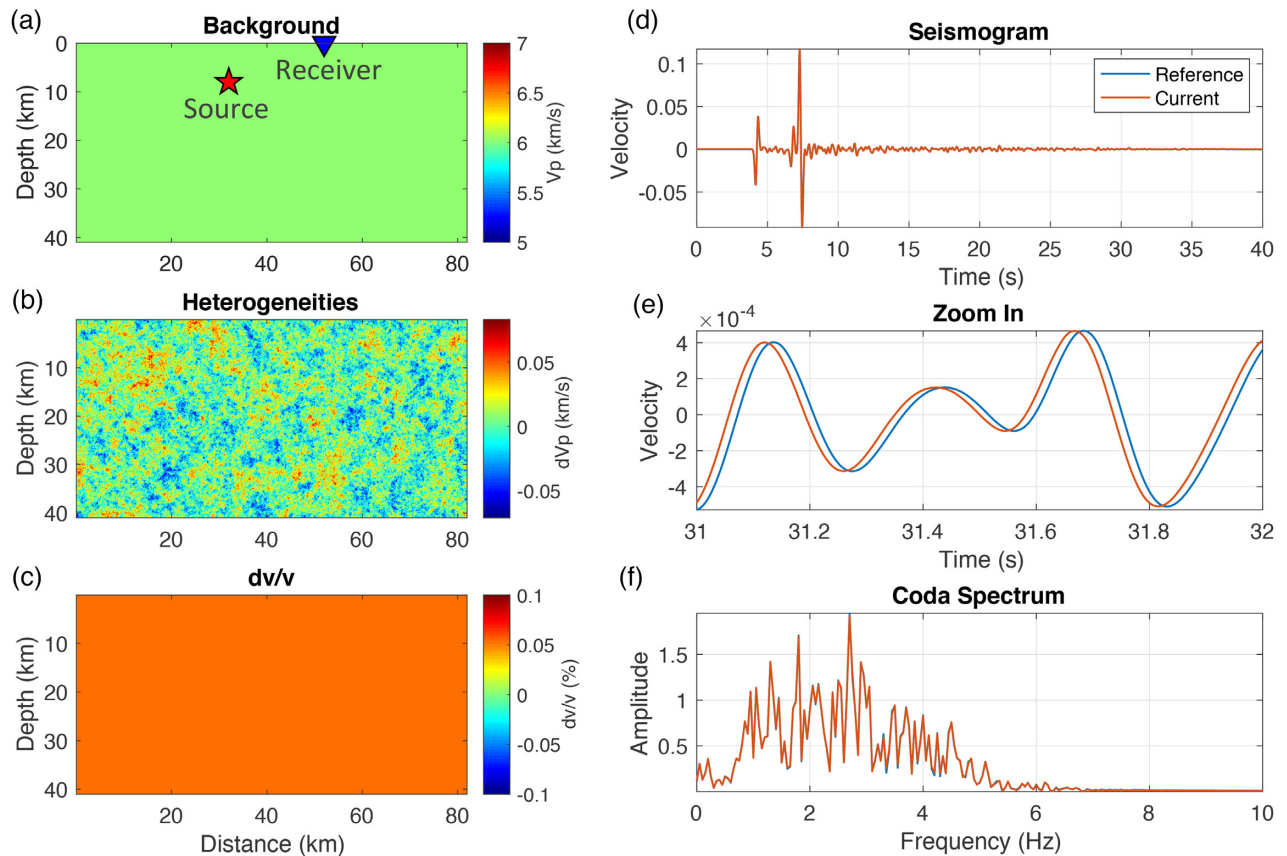 (a)
Background
0
10
20
30
40
Depth (km)
20
40
60
80
Source
Receiver
7
6.5
6
5.5
5
Vp (km/s)
(b)
Heterogeneities
10
20
30
40
Depth (km)
20
40
60
80
0.05
0
-0.05
dVp (km/s)
(c)
dv/v
10
20
30
40
Depth (km)
20
40
60
80
Distance (km)
0.1
0.05
0
-0.05
-0.1
dv/v (%)
(d)
Seismogram
0.1
0.05
0
-0.05
Velocity
Reference
Current
0 5 10 15 20 25 30 35 40
Time (s)
(e)
× 10⁻⁴
Zoom In
4
2
0
-2
-4
Velocity
31 31.2 31.4 31.6 31.8 32
Time (s)
(f)
Coda Spectrum
1.5
1
0.5
Amplitude
0 2 4 6 8 10
Frequency (Hz)